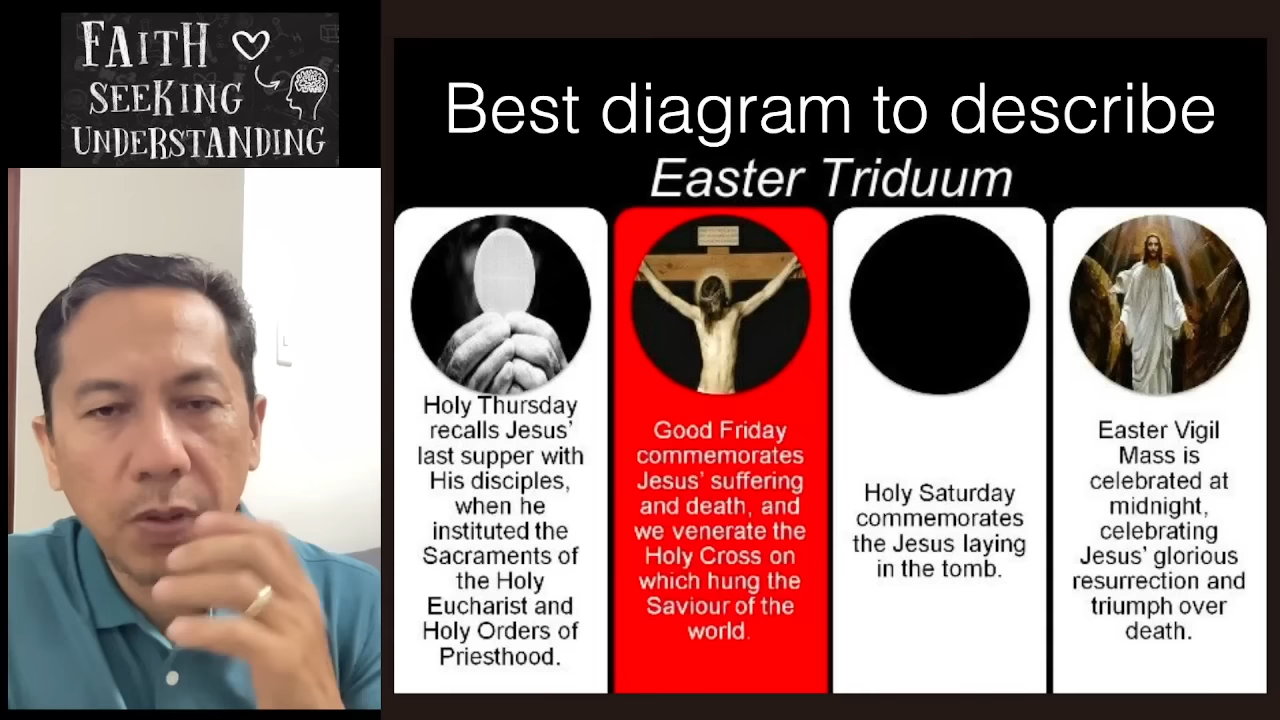 FAITH
SEEKING
UNDERSTANDING
Best diagram to describe
Easter Triduum
Holy Thursday
recalls Jesus'
last supper with
His disciples,
when he
instituted the
Sacraments of
the Holy
Eucharist and
Holy Orders of
Priesthood.
Good Friday
commemorates
Jesus' suffering
and death, and
we venerate the
Holy Cross on
which hung the
Saviour of the
world.
Holy Saturday
commemorates
the Jesus laying
in the tomb.
Easter Vigil
Mass is
celebrated at
midnight,
celebrating
Jesus' glorious
resurrection and
triumph over
death.